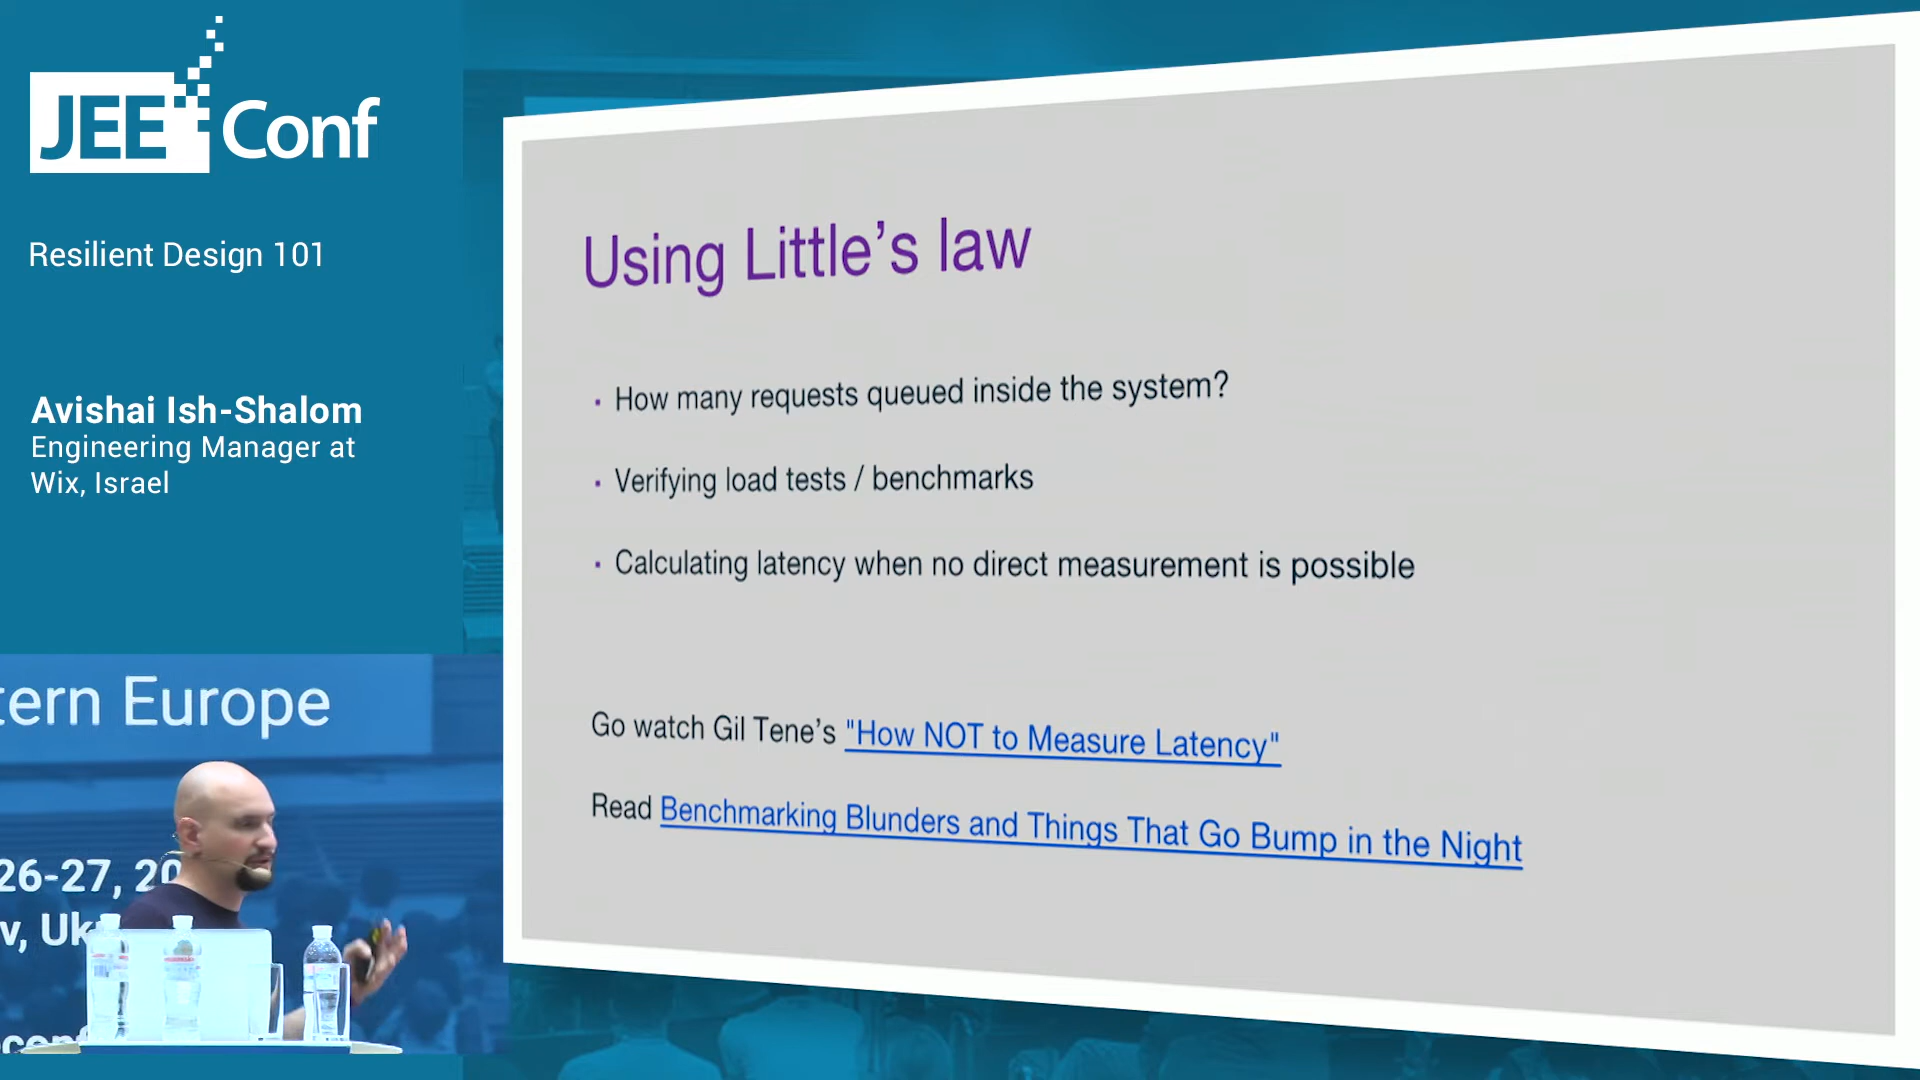 JEE Conf
Resilient Design 101
Avishai Ish-Shalom
Engineering Manager at
Wix, Israel
tern Europe
26-27, 20
v, Uk
Using Little's law
· How many requests queued inside the system?
· Verifying load tests / benchmarks
· Calculating latency when no direct measurement is possible
Go watch Gil Tene's "How NOT to Measure Latency"
Read Benchmarking Blunders and Things That Go Bump in the Night